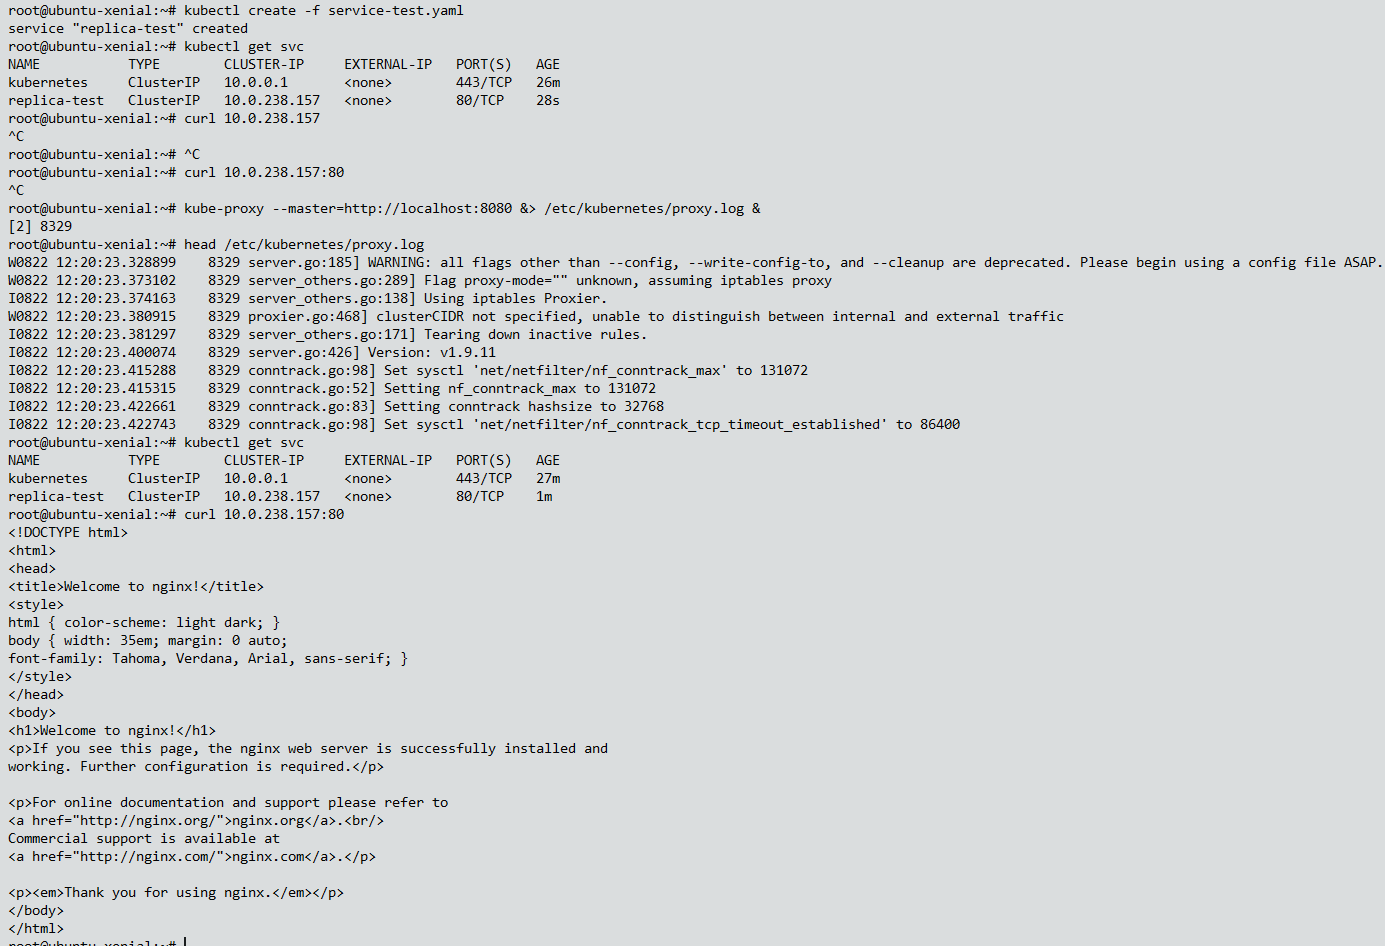 root@ubuntu-xenial:~# kubectl create -f service-test.yaml
service "replica-test" created
root@ubuntu-xenial:~# kubectl get svc
NAME           TYPE        CLUSTER-IP     EXTERNAL-IP   PORT(S)   AGE
kubernetes     ClusterIP   10.0.0.1       <none>        443/TCP   26m
replica-test   ClusterIP   10.0.238.157   <none>        80/TCP    28s
root@ubuntu-xenial:~# curl 10.0.238.157
^C
root@ubuntu-xenial:~# ^C
root@ubuntu-xenial:~# curl 10.0.238.157:80
^C
root@ubuntu-xenial:~# kube-proxy --master=http://localhost:8080 &> /etc/kubernetes/proxy.log &
[2] 8329
root@ubuntu-xenial:~# head /etc/kubernetes/proxy.log
W0822 12:20:23.328899    8329 server.go:185] WARNING: all flags other than --config, --write-config-to, and --cleanup are deprecated. Please begin using a config file ASAP.
W0822 12:20:23.373102    8329 server_others.go:289] Flag proxy-mode="" unknown, assuming iptables proxy
I0822 12:20:23.374163    8329 server_others.go:138] Using iptables Proxier.
W0822 12:20:23.380915    8329 proxier.go:468] clusterCIDR not specified, unable to distinguish between internal and external traffic
I0822 12:20:23.381297    8329 server_others.go:171] Tearing down inactive rules.
I0822 12:20:23.400074    8329 server.go:426] Version: v1.9.11
I0822 12:20:23.415288    8329 conntrack.go:98] Set sysctl 'net/netfilter/nf_conntrack_max' to 131072
I0822 12:20:23.415315    8329 conntrack.go:52] Setting nf_conntrack_max to 131072
I0822 12:20:23.422661    8329 conntrack.go:83] Setting conntrack hashsize to 32768
I0822 12:20:23.422743    8329 conntrack.go:98] Set sysctl 'net/netfilter/nf_conntrack_tcp_timeout_established' to 86400
root@ubuntu-xenial:~# kubectl get svc
NAME           TYPE        CLUSTER-IP     EXTERNAL-IP   PORT(S)   AGE
kubernetes     ClusterIP   10.0.0.1       <none>        443/TCP   27m
replica-test   ClusterIP   10.0.238.157   <none>        80/TCP    1m
root@ubuntu-xenial:~# curl 10.0.238.157:80
<!DOCTYPE html>
<html>
<head>
<title>Welcome to nginx!</title>
<style>
html { color-scheme: light dark; }
body { width: 35em; margin: 0 auto;
font-family: Tahoma, Verdana, Arial, sans-serif; }
</style>
</head>
<body>
<h1>Welcome to nginx!</h1>
<p>If you see this page, the nginx web server is successfully installed and
working. Further configuration is required.</p>

<p>For online documentation and support please refer to
<a href="http://nginx.org/">nginx.org</a>.<br/>
Commercial support is available at
<a href="http://nginx.com/">nginx.com</a>.</p>

<p><em>Thank you for using nginx.</em></p>
</body>
</html>
root@ubuntu-xenial:~#